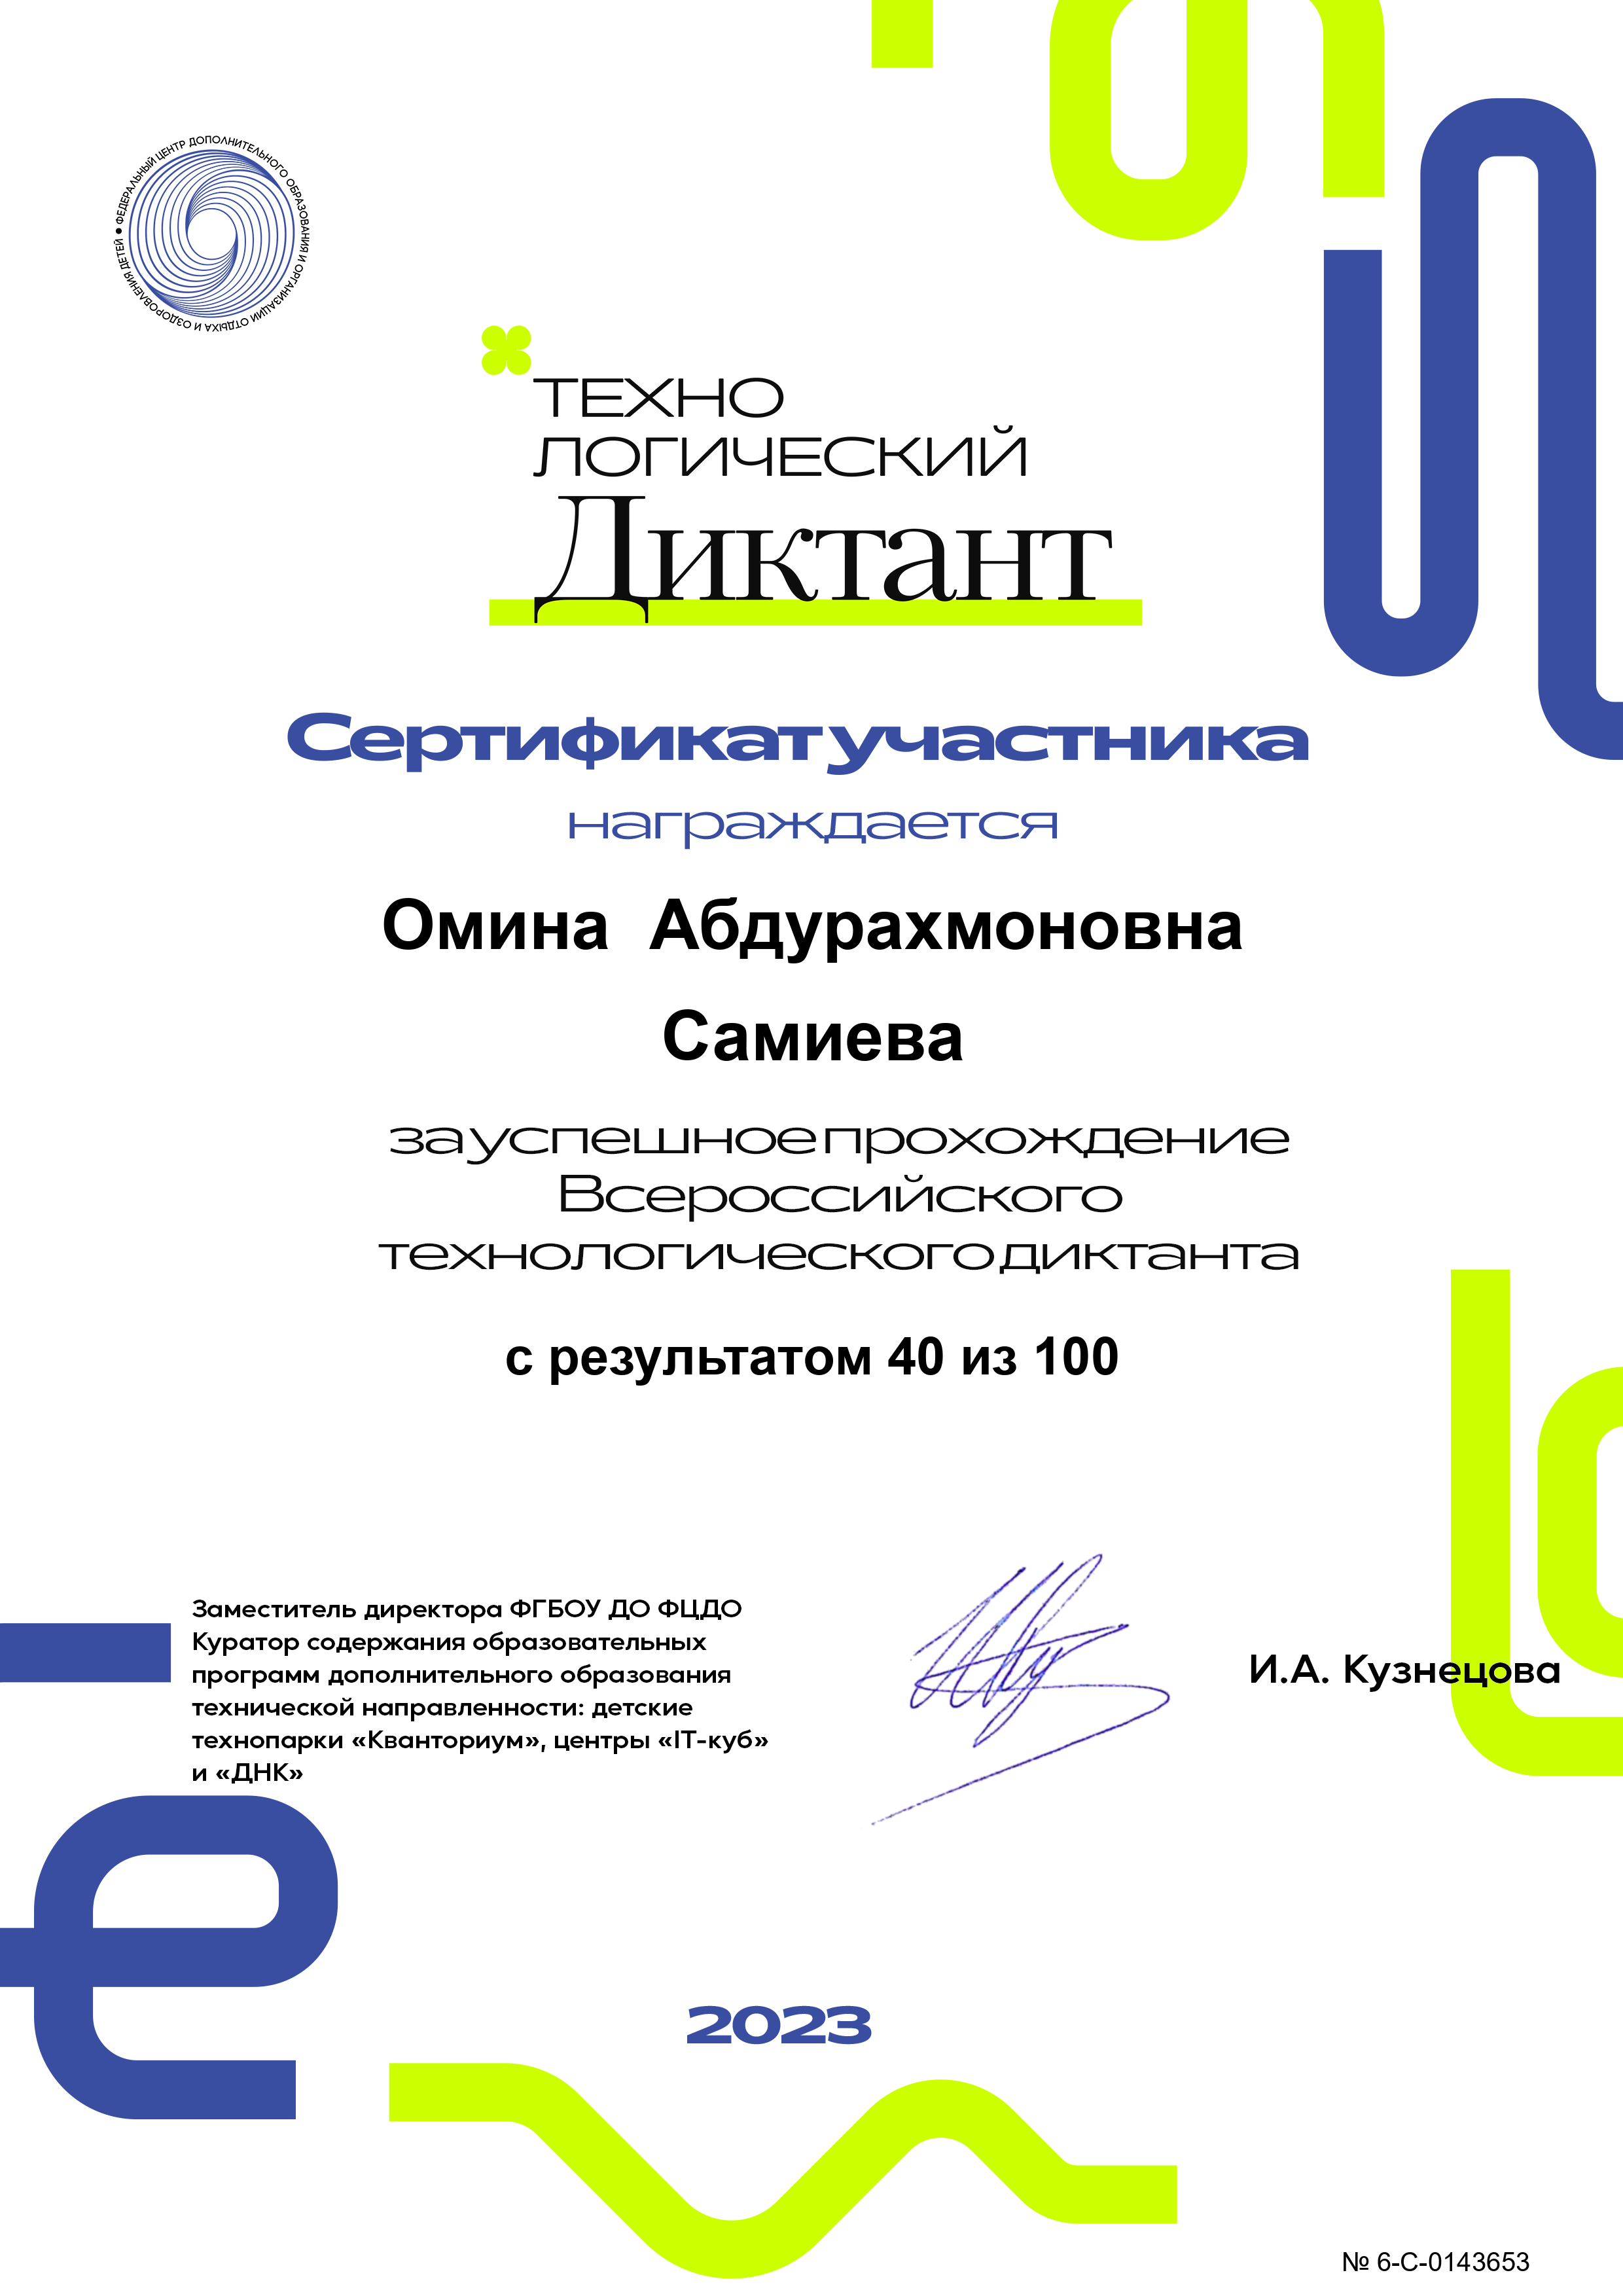 ФЕДЕРАЛЬНЫЙ ЦЕНТР ДОПОЛНИТЕЛЬНОГО ОБРАЗОВАНИЯ И ОРГАНИЗАЦИИ ОТДЫХА И ОЗДОРОВЛЕНИЯ ДЕТЕЙ
ТЕХНО
ЛОГИЧЕСКИЙ
Диктант
Сертификат участника
награждается
Омина Абдурахмоновна
Самиева
за успешное прохождение
Всероссийского
технологического диктанта
с результатом 40 из 100
Заместитель директора ФГБОУ ДО ФЦДО
Куратор содержания образовательных
программ дополнительного образования
технической направленности: детские
технопарки «Кванториум», центры «IT-куб»
и «ДНК»
И.А. Кузнецова
2023
№ 6-С-0143653